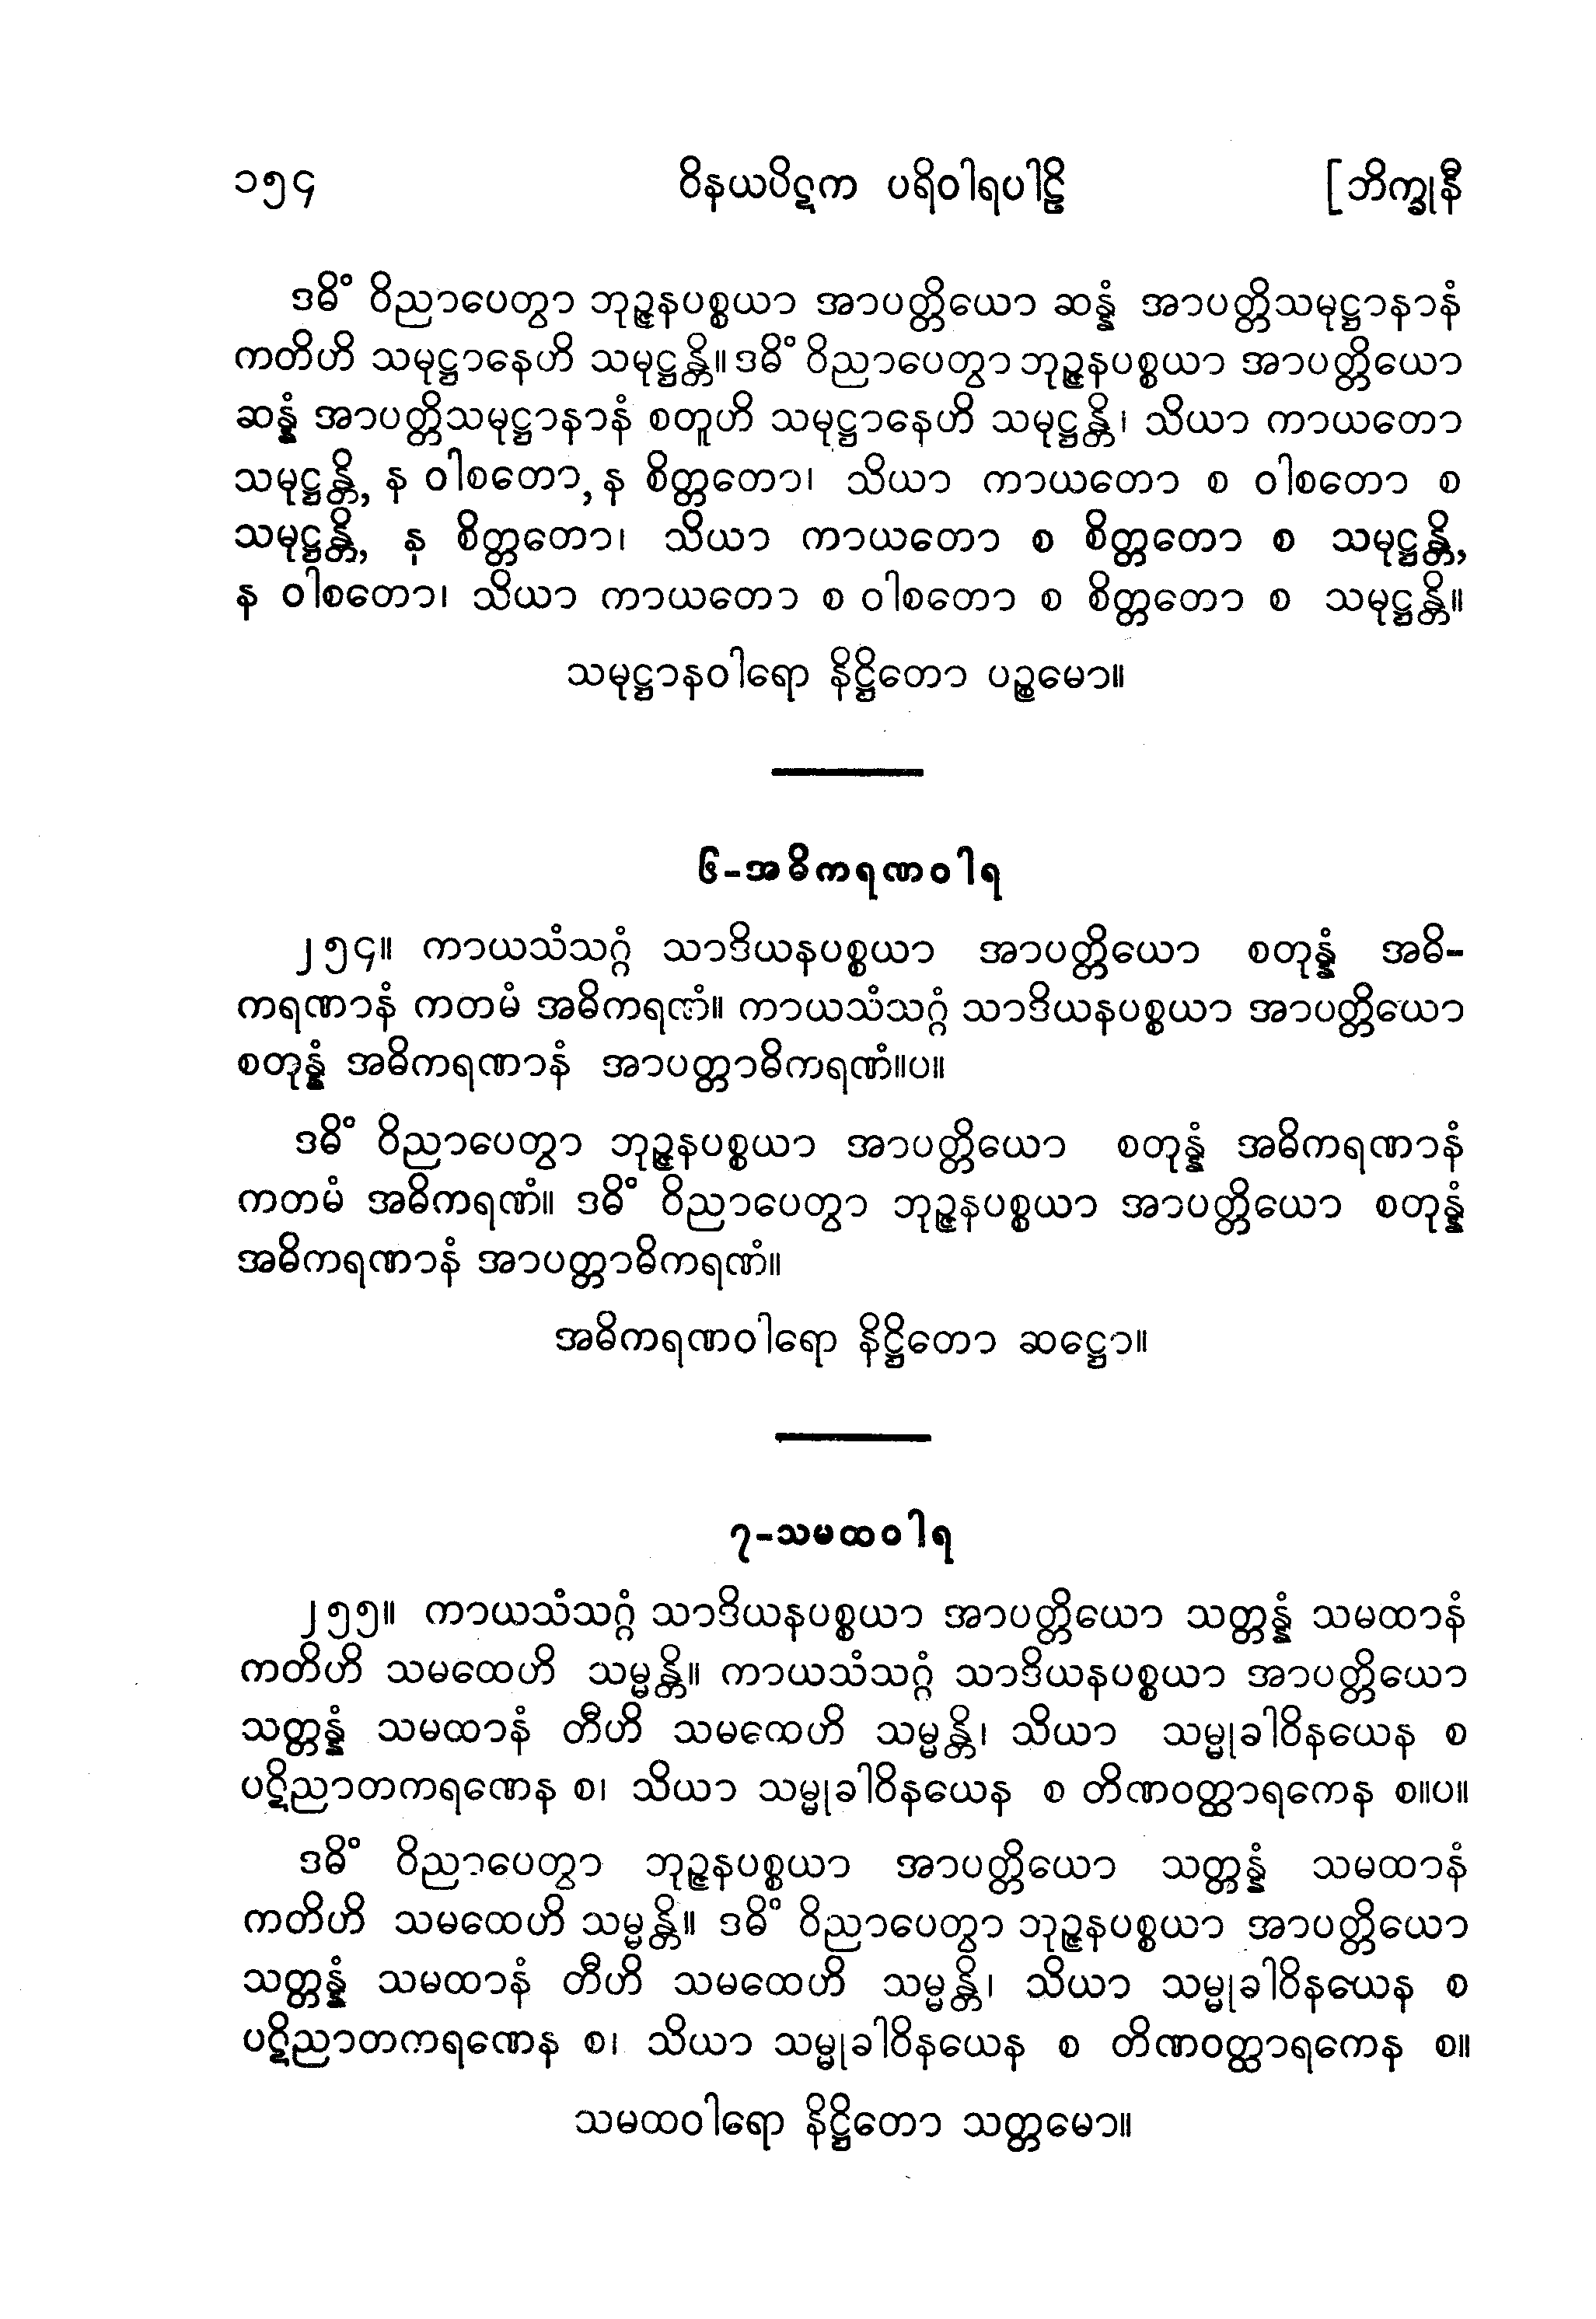 ၁၅၄ ဝိနယပိဋက ပရိဝါရပါဠိ [ဘိက္ခုနီ
ဒဓိံ ဝိညာပေတွာ ဘုဉ္ဇနပစ္စယာ အာပတ္တိယော ဆန္နံ အာပတ္တိသမုဋ္ဌာနာနံ
ကတိဟိ သမုဋ္ဌာနေဟိ သမုဋ္ဌန္တိ။ ဒဓိံ ဝိညာပေတွာ ဘုဉ္ဇနပစ္စယာ အာပတ္တိယော
ဆန္နံ အာပတ္တိသမုဋ္ဌာနာနံ စတူဟိ သမုဋ္ဌာနေဟိ သမုဋ္ဌန္တိ၊ သိယာ ကာယတော
သမုဋ္ဌန္တိ, န ဝါစတော, န စိတ္တတော၊ သိယာ ကာယတော စ ဝါစတော စ
သမုဋ္ဌန္တိ, န စိတ္တတော၊ သိယာ ကာယတော စ စိတ္တတော စ သမုဋ္ဌန္တိ,
န ဝါစတော၊ သိယာ ကာယတော စ ဝါစတော စ စိတ္တတော စ သမုဋ္ဌန္တိ။
သမုဋ္ဌာနဝါရော နိဋ္ဌိတော ပဉ္စမော။
၆-အဓိကရဏဝါရ
၂၅၄။ ကာယသံသဂ္ဂံ သာဒိယနပစ္စယာ အာပတ္တိယော စတုန္နံ အဓိ-
ကရဏာနံ ကတမံ အဓိကရဏံ။ ကာယသံသဂ္ဂံ သာဒိယနပစ္စယာ အာပတ္တိယော
စတုန္နံ အဓိကရဏာနံ အာပတ္တာဓိကရဏံ။ပ။
ဒဓိံ ဝိညာပေတွာ ဘုဉ္ဇနပစ္စယာ အာပတ္တိယော စတုန္နံ အဓိကရဏာနံ
ကတမံ အဓိကရဏံ။ ဒဓိံ ဝိညာပေတွာ ဘုဉ္ဇနပစ္စယာ အာပတ္တိယော စတုန္နံ
အဓိကရဏာနံ အာပတ္တာဓိကရဏံ။
အဓိကရဏဝါရော နိဋ္ဌိတော ဆဋ္ဌော။
၇-သမထဝါရ
၂၅၅။ ကာယသံသဂ္ဂံ သာဒိယနပစ္စယာ အာပတ္တိယော သတ္တန္နံ သမထာနံ
ကတိဟိ သမထေဟိ သမ္မန္တိ။ ကာယသံသဂ္ဂံ သာဒိယနပစ္စယာ အာပတ္တိယော
သတ္တန္နံ သမထာနံ တီဟိ သမထေဟိ သမ္မန္တိ၊ သိယာ သမ္မုခါဝိနယေန စ
ပဋိညာတကရဏေန စ၊ သိယာ သမ္မုခါဝိနယေန စ တိဏဝတ္ထာရကေန စ။ပ။
ဒဓိံ ဝိညာပေတွာ ဘုဉ္ဇနပစ္စယာ အာပတ္တိယော သတ္တန္နံ သမထာနံ
ကတိဟိ သမထေဟိ သမ္မန္တိ။ ဒဓိံ ဝိညာပေတွာ ဘုဉ္ဇနပစ္စယာ အာပတ္တိယော
သတ္တန္နံ သမထာနံ တီဟိ သမထေဟိ သမ္မန္တိ၊ သိယာ သမ္မုခါဝိနယေန စ
ပဋိညာတကရဏေန စ၊ သိယာ သမ္မုခါဝိနယေန စ တိဏဝတ္ထာရကေန စ။
သမထဝါရော နိဋ္ဌိတော သတ္တမော။